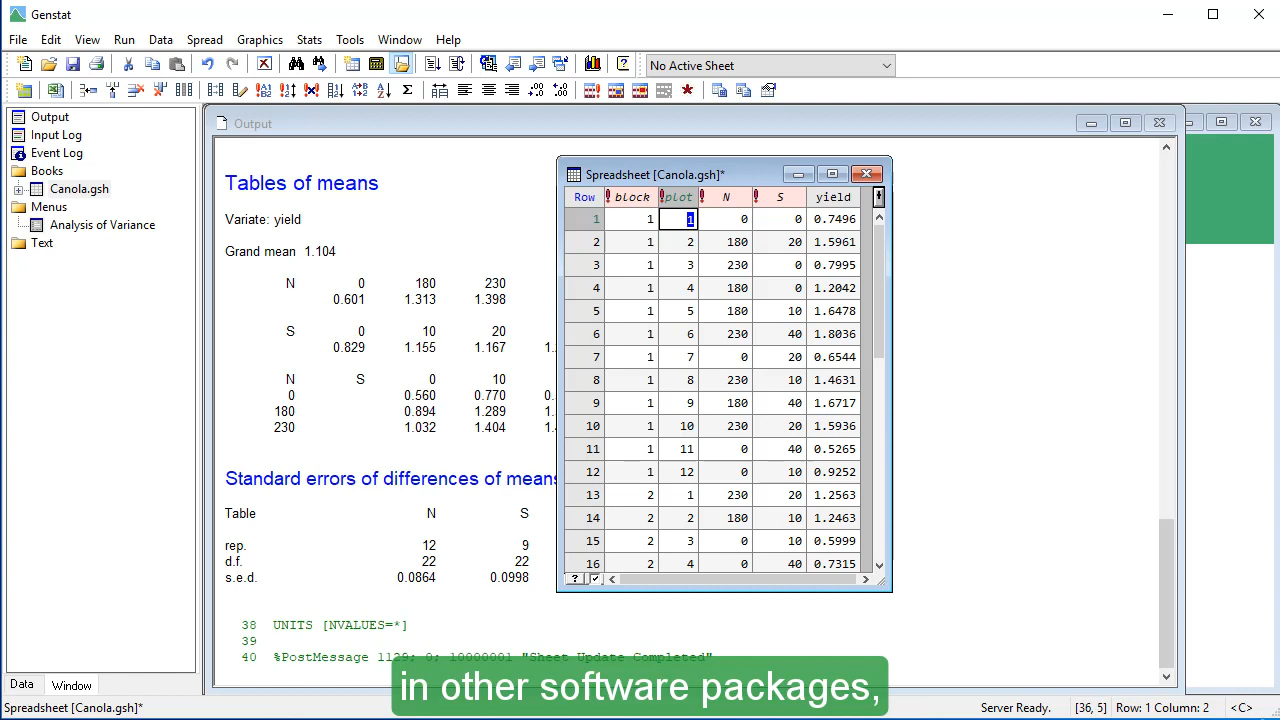 Genstat
File Edit View Run Data Spread Graphics Stats Tools Window Help
No Active Sheet
Output
Input Log
Event Log
Books
Canola.gsh
Menus
Analysis of Variance
Text
Data Window
Output
Tables of means
Variate: yield
Grand mean 1.104
N 0 180 230
0.601 1.313 1.398
S 0 10 20
0.829 1.155 1.167 1.
N S 0 10
0 0.560 0.770 0.
180 0.894 1.289 1.
230 1.032 1.404 1.
Standard errors of differences of means
Table N S
rep. 12 9
d.f. 22 22
s.e.d. 0.0864 0.0998
38 UNITS [NVALUES=*]
39
40 %PostMessage 1129; 0; 10000001 "Sheet Update Completed"
Spreadsheet [Canola.gsh]*
Row block plot N S yield
1 1 1 0 0 0.7496
2 1 2 180 20 1.5961
3 1 3 230 0 0.7995
4 1 4 180 0 1.2042
5 1 5 180 10 1.6478
6 1 6 230 40 1.8036
7 1 7 0 20 0.6544
8 1 8 230 10 1.4631
9 1 9 180 40 1.6717
10 1 10 230 20 1.5936
11 1 11 0 40 0.5265
12 1 12 0 10 0.9252
13 2 1 230 20 1.2563
14 2 2 180 10 1.2463
15 2 3 0 10 0.5999
16 2 4 0 40 0.7315
in other software packages,
Spreadsheet [Canola.gsh]* Server Ready. [36, 5] Row: 1 Column: 2 <C>